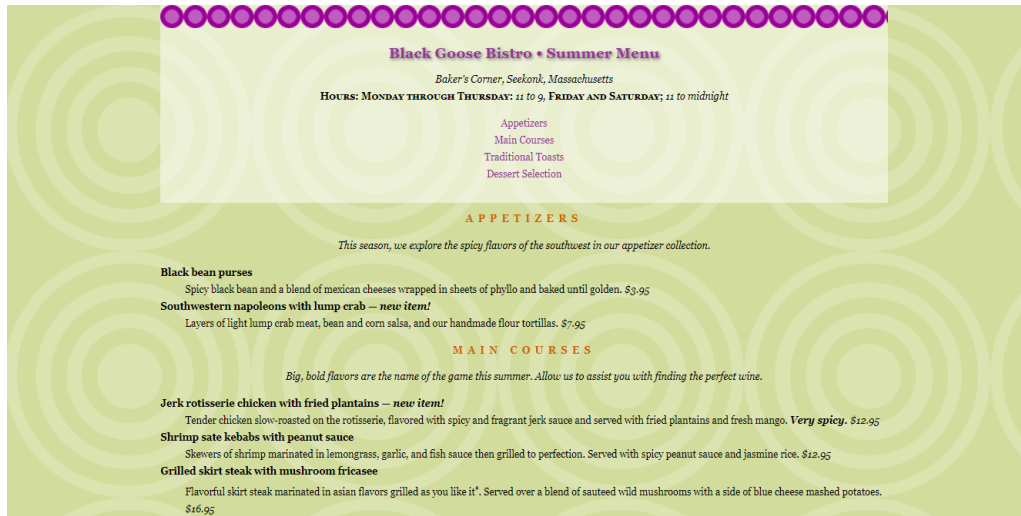 Black Goose Bistro • Summer Menu
Baker's Corner, Seekonk, Massachusetts
Hours: Monday through Thursday: 11 to 9, Friday and Saturday; 11 to midnight
Appetizers
Main Courses
Traditional Toasts
Dessert Selection
APPETIZERS
This season, we explore the spicy flavors of the southwest in our appetizer collection.
Black bean purses
Spicy black bean and a blend of mexican cheeses wrapped in sheets of phyllo and baked until golden. $3.95
Southwestern napoleons with lump crab — new item!
Layers of light lump crab meat, bean and corn salsa, and our handmade flour tortillas. $7.95
MAIN COURSES
Big, bold flavors are the name of the game this summer. Allow us to assist you with finding the perfect wine.
Jerk rotisserie chicken with fried plantains — new item!
Tender chicken slow-roasted on the rotisserie, flavored with spicy and fragrant jerk sauce and served with fried plantains and fresh mango. Very spicy. $12.95
Shrimp sate kebabs with peanut sauce
Skewers of shrimp marinated in lemongrass, garlic, and fish sauce then grilled to perfection. Served with spicy peanut sauce and jasmine rice. $12.95
Grilled skirt steak with mushroom fricasee
Flavorful skirt steak marinated in asian flavors grilled as you like it*. Served over a blend of sauteed wild mushrooms with a side of blue cheese mashed potatoes.
$16.95